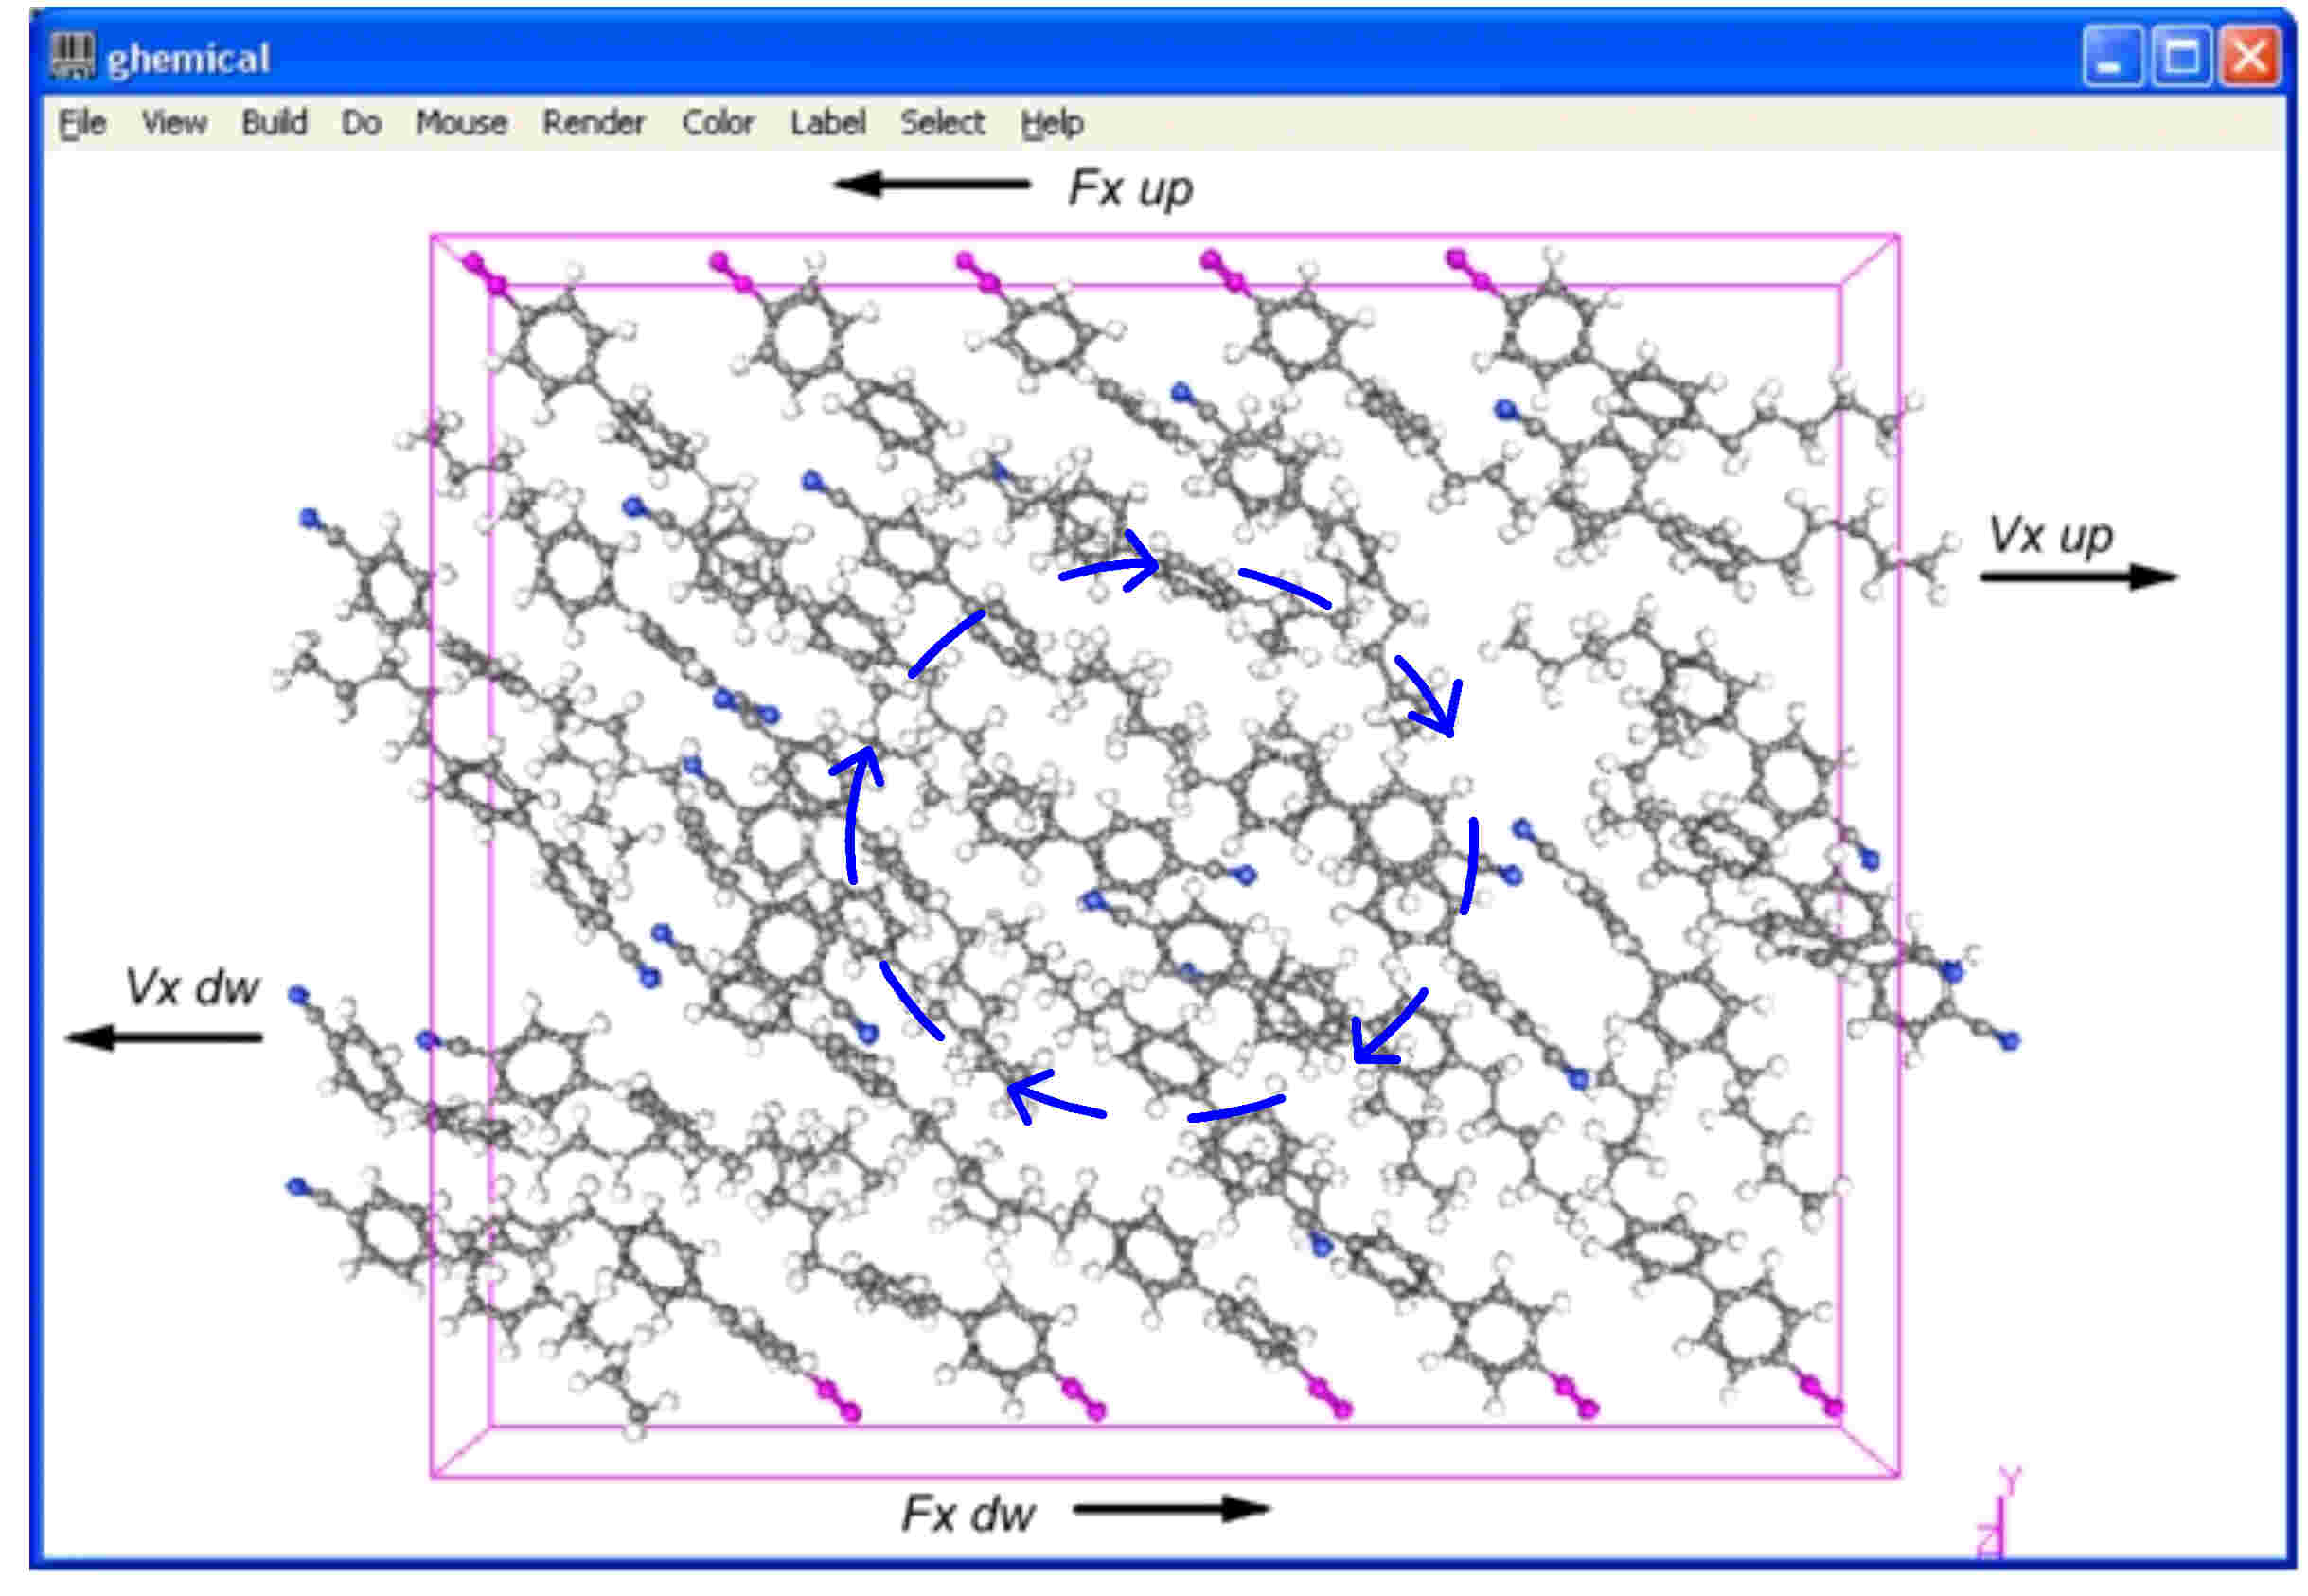 ghemical
File View Build Do Mouse Render Color Label Select Help
Fx up
Vx up
Vx dw
Fx dw
Y
Z